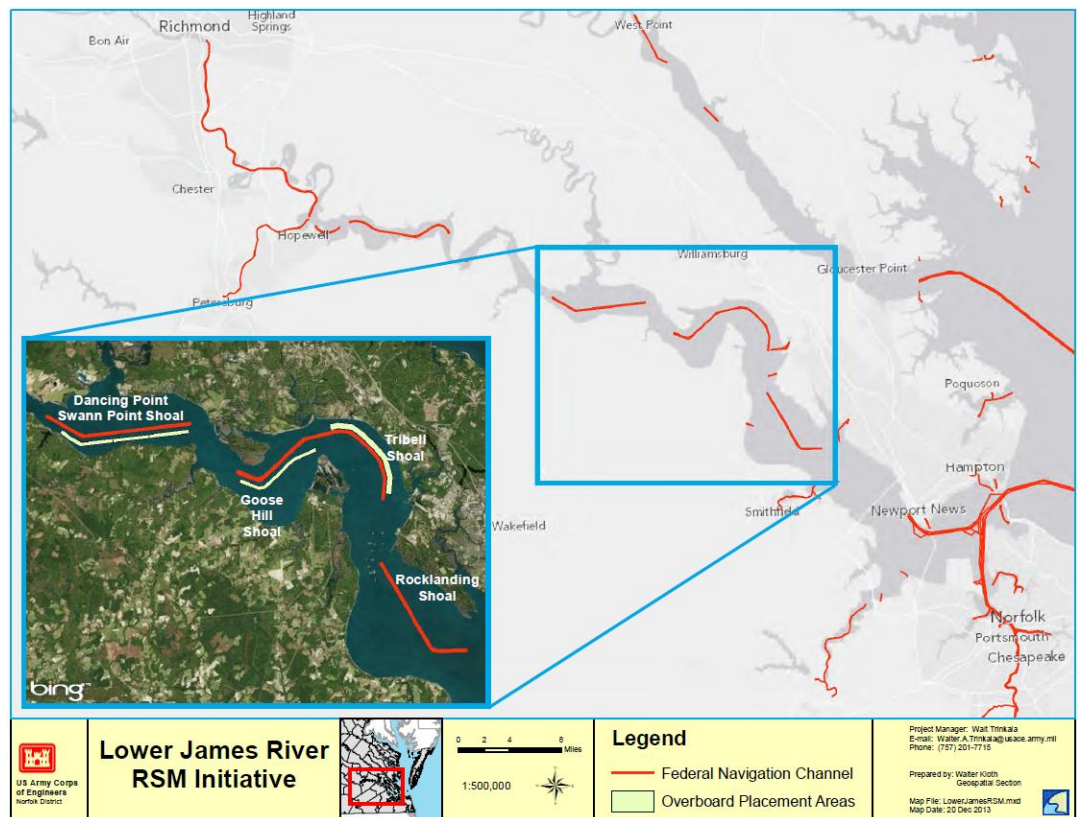 Richmond
Highland
Springs
Bon Air
West Point
Chester
Hopewell
Petersburg
Williamsburg
Gloucester Point
Poquoson
Hampton
Newport News
Smithfield
Wakefield
Norfolk
Portsmouth
Chesapeake
Dancing Point
Swann Point Shoal
Tribell
Shoal
Goose
Hill
Shoal
Rocklanding
Shoal
bing™
US Army Corps
of Engineers
Norfolk District
Lower James River
RSM Initiative
0 2 4 8
Miles
1:500,000
Legend
Federal Navigation Channel
Overboard Placement Areas
Project Manager: Walt Trinkala
E-mail: Walter.A.Trinkala@usace.army.mil
Phone: (757) 201-7715
Prepared by: Walter Kloth
Geospatial Section
Map File: LowerJamesRSM.mxd
Map Date: 20 Dec 2013